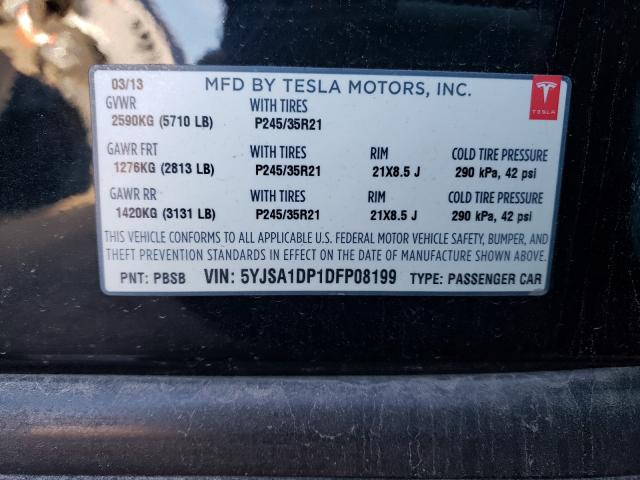 03/13 MFD BY TESLA MOTORS, INC.
GVWR WITH TIRES
2590KG (5710 LB) P245/35R21
TESLA
GAWR FRT WITH TIRES RIM COLD TIRE PRESSURE
1276KG (2813 LB) P245/35R21 21X8.5 J 290 kPa, 42 psi
GAWR RR WITH TIRES RIM COLD TIRE PRESSURE
1420KG (3131 LB) P245/35R21 21X8.5 J 290 kPa, 42 psi
THIS VEHICLE CONFORMS TO ALL APPLICABLE U.S. FEDERAL MOTOR VEHICLE SAFETY, BUMPER, AND
THEFT PREVENTION STANDARDS IN EFFECT ON THE DATE OF MANUFACTURE SHOWN ABOVE.
PNT: PBSB VIN: 5YJSA1DP1DFP08199 TYPE: PASSENGER CAR